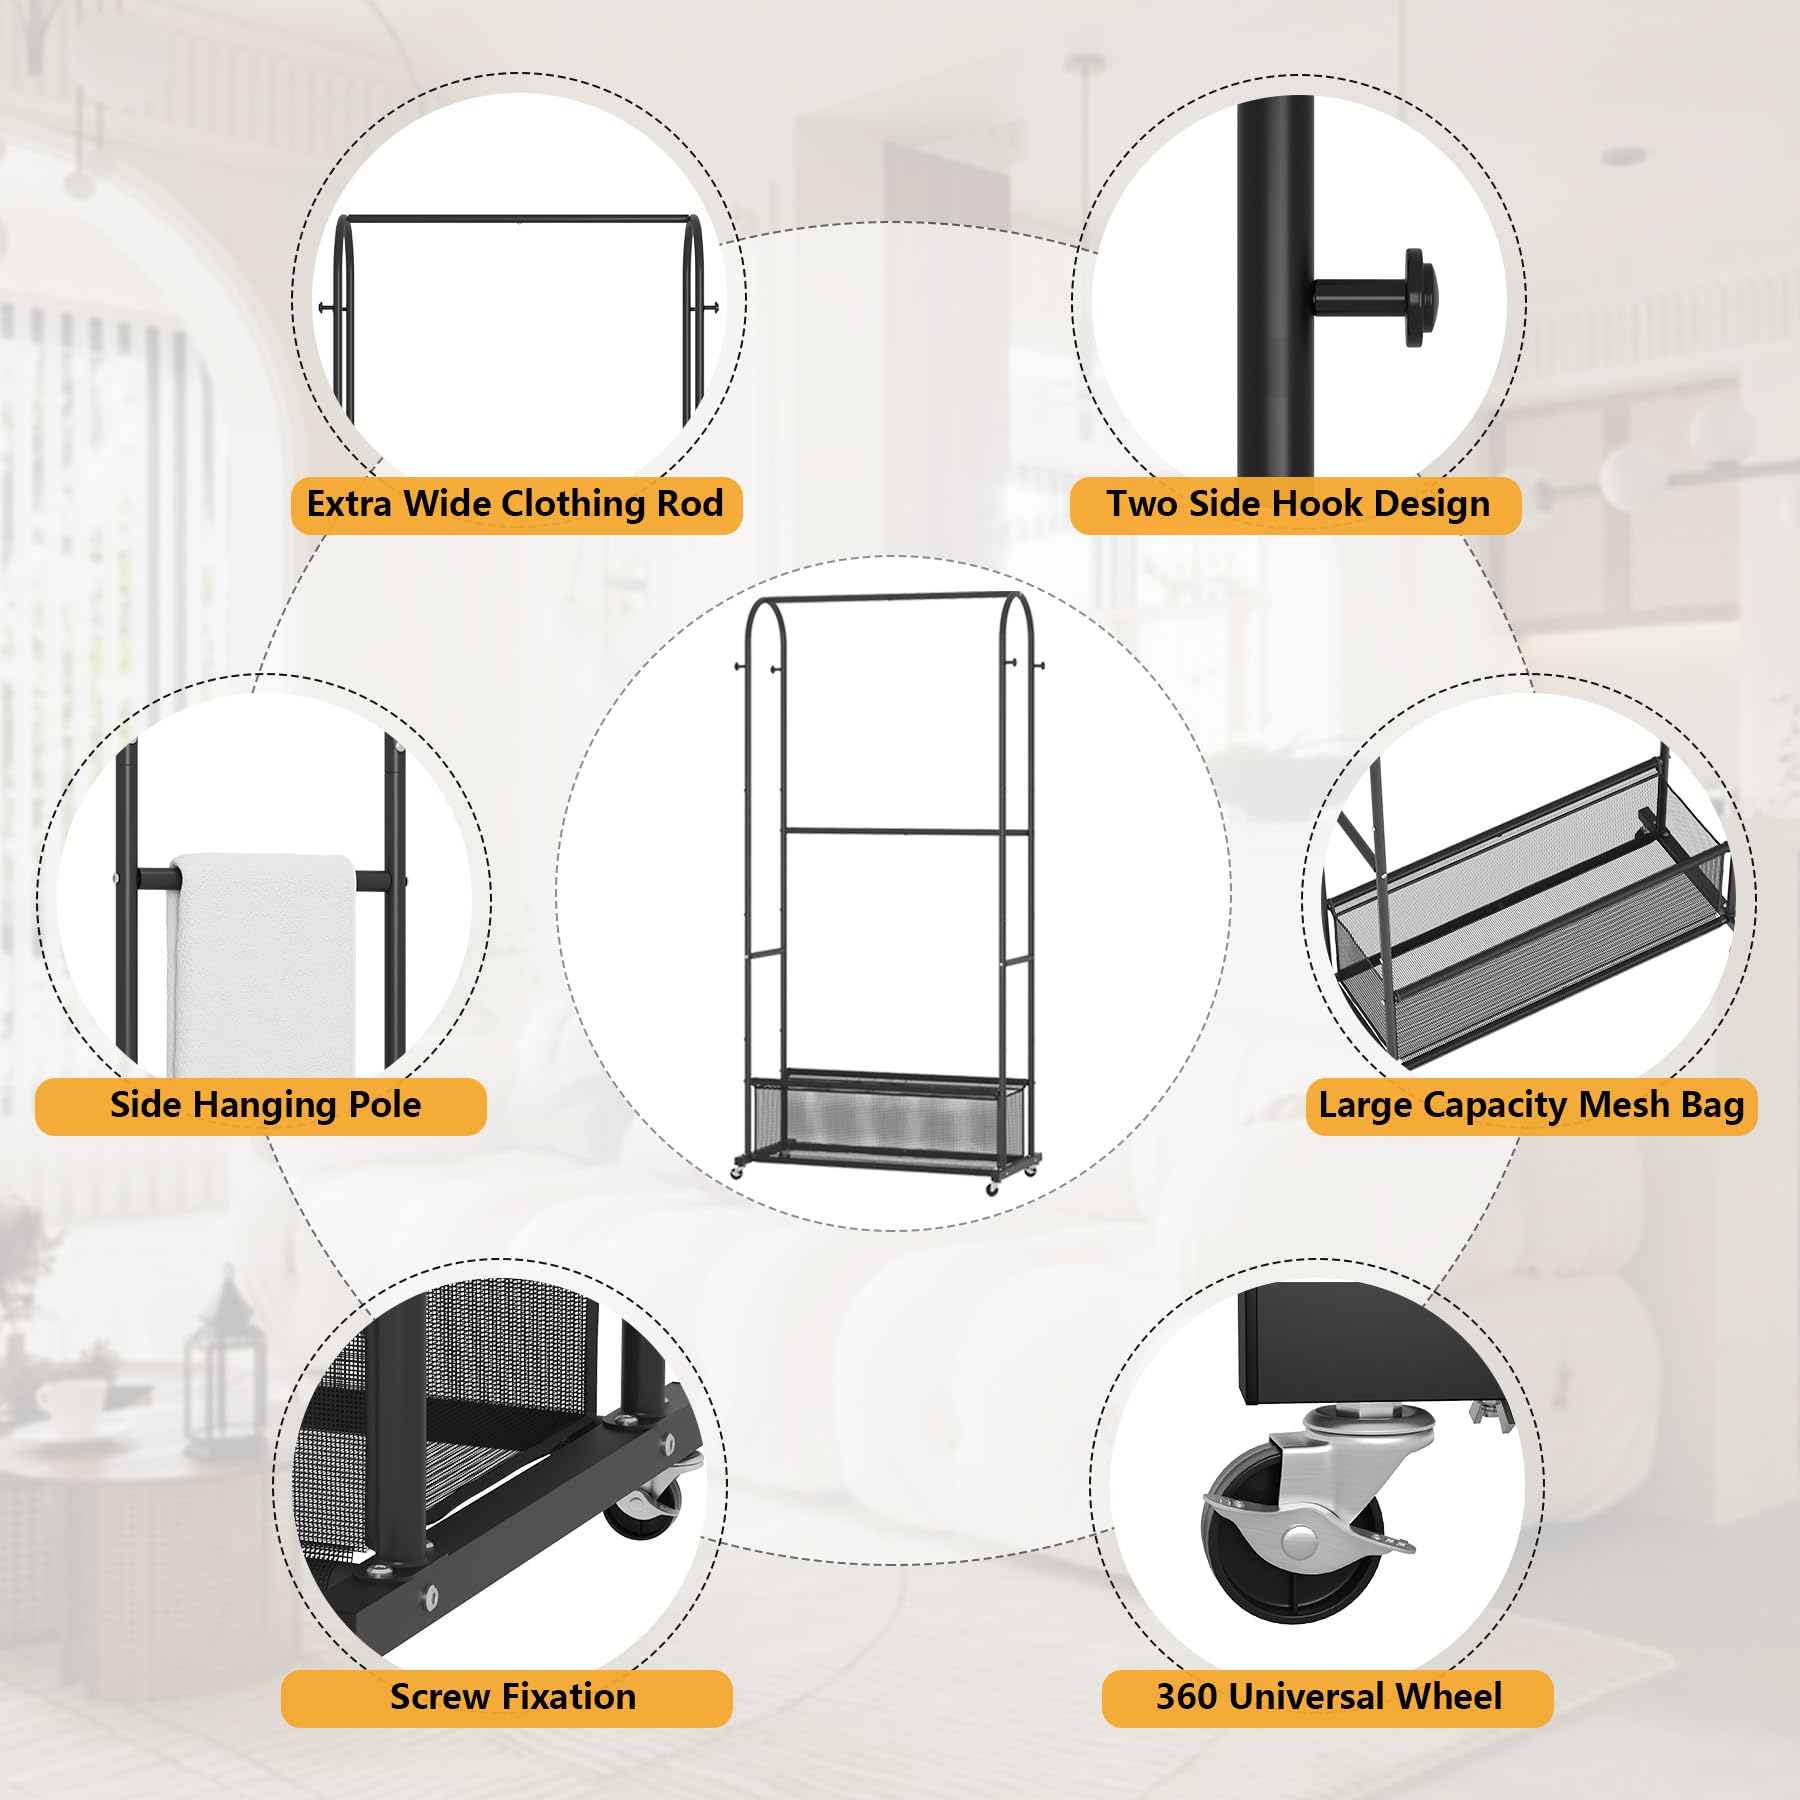 Extra Wide Clothing Rod
Two Side Hook Design
Side Hanging Pole
Large Capacity Mesh Bag
Screw Fixation
360 Universal Wheel